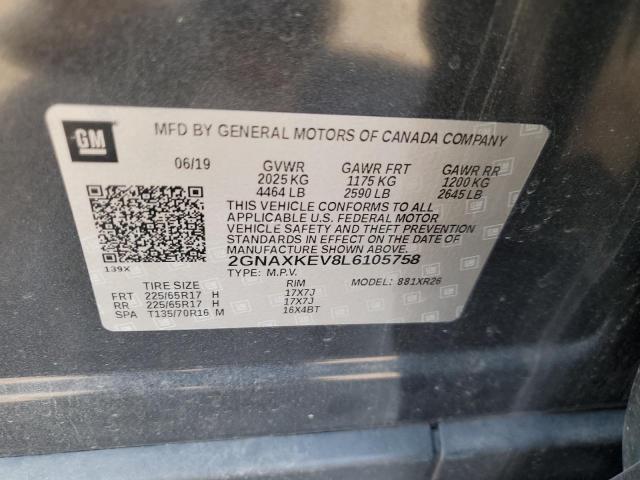 GM
MFD BY GENERAL MOTORS OF CANADA COMPANY
06/19 GVWR GAWR FRT GAWR RR
2025 KG 1175 KG 1200 KG
4464 LB 2590 LB 2645 LB
THIS VEHICLE CONFORMS TO ALL
APPLICABLE U.S. FEDERAL MOTOR
VEHICLE SAFETY AND THEFT PREVENTION
STANDARDS IN EFFECT ON THE DATE OF
MANUFACTURE SHOWN ABOVE.
139X 2GNAXKEV8L6105758
TYPE: M.P.V. MODEL: 881XR26
TIRE SIZE RIM
FRT 225/65R17 H 17X7J
RR 225/65R17 H 17X7J
SPA T135/70R16 M 16X4BT